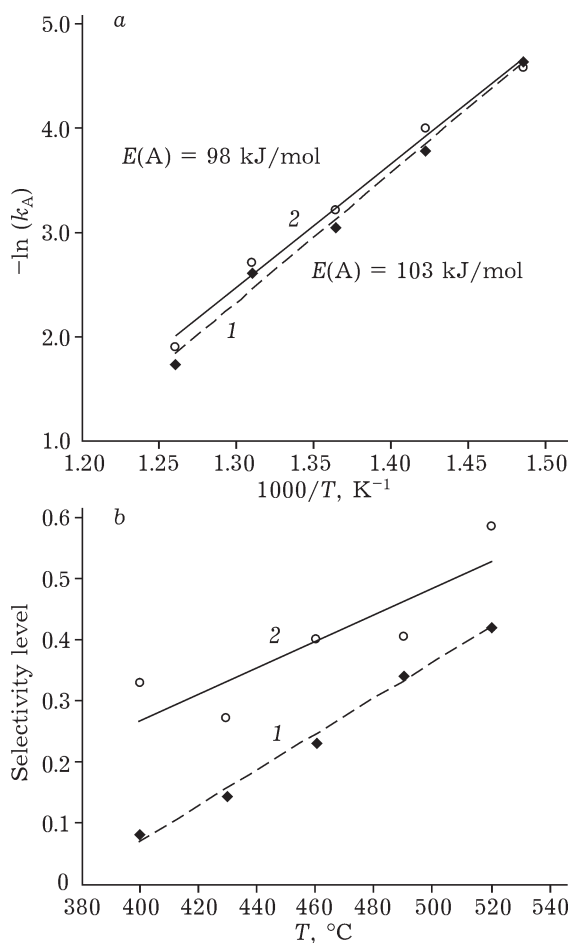 a
5.0
4.0
3.0
2.0
1.0
−ln (kA)
E(A) = 98 kJ/mol
2
E(A) = 103 kJ/mol
1
1.20 1.25 1.30 1.35 1.40 1.45 1.50
1000/T, K−1
b
0.6
0.5
0.4
0.3
0.2
0.1
0
Selectivity level
2
1
380 400 420 440 460 480 500 520 540
T, °C